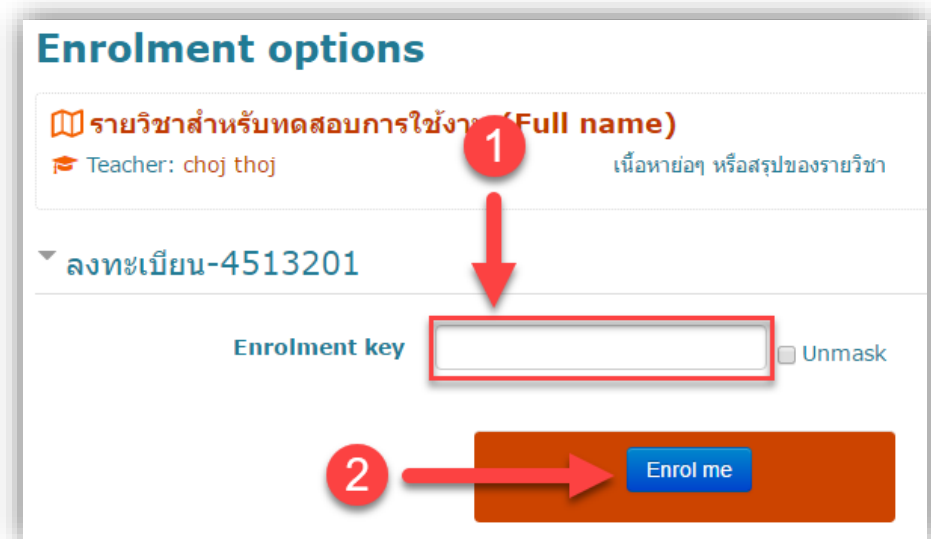 Enrolment options
รายวิชาสำหรับทดสอบการใช้งาน (Full name)
Teacher: choj thoj
เนื้อหาย่อๆ หรือสรุปของรายวิชา
1
ลงทะเบียน-4513201
Enrolment key
Unmask
2
Enrol me